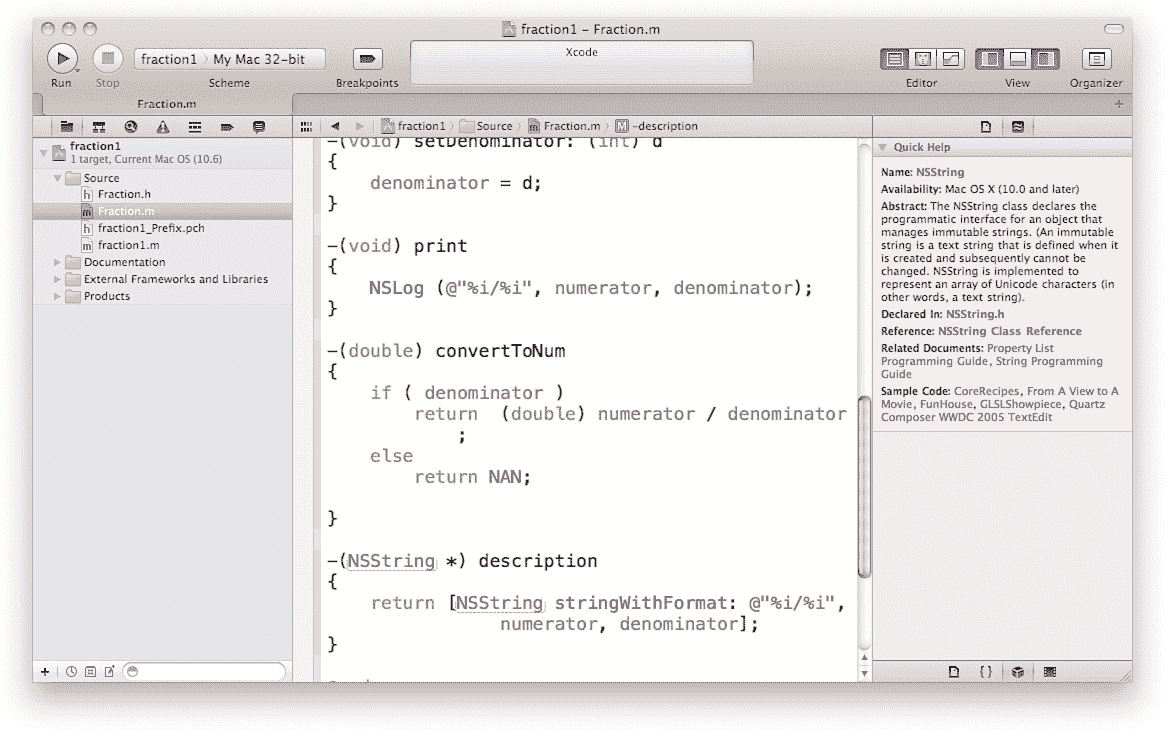 fraction1 – Fraction.m
fraction1 › My Mac 32-bit
Xcode
Run
Stop
Scheme
Breakpoints
Editor
View
Organizer
Fraction.m
fraction1 › Source › Fraction.m › M -description
fraction1
1 target, Current Mac OS (10.6)
Source
h Fraction.h
m Fraction.m
h fraction1_Prefix.pch
m fraction1.m
Documentation
External Frameworks and Libraries
Products
-(void) setDenominator: (int) d
{
denominator = d;
}
-(void) print
{
NSLog (@"%i/%i", numerator, denominator);
}
-(double) convertToNum
{
if ( denominator )
return (double) numerator / denominator
;
else
return NAN;
}
-(NSString *) description
{
return [NSString stringWithFormat: @"%i/%i",
numerator, denominator];
}
Quick Help
Name: NSString
Availability: Mac OS X (10.0 and later)
Abstract: The NSString class declares the
programmatic interface for an object that
manages immutable strings. (An immutable
string is a text string that is defined when it
is created and subsequently cannot be
changed. NSString is implemented to
represent an array of Unicode characters (in
other words, a text string).
Declared In: NSString.h
Reference: NSString Class Reference
Related Documents: Property List
Programming Guide, String Programming
Guide
Sample Code: CoreRecipes, From A View to A
Movie, FunHouse, GLSLShowpiece, Quartz
Composer WWDC 2005 TextEdit